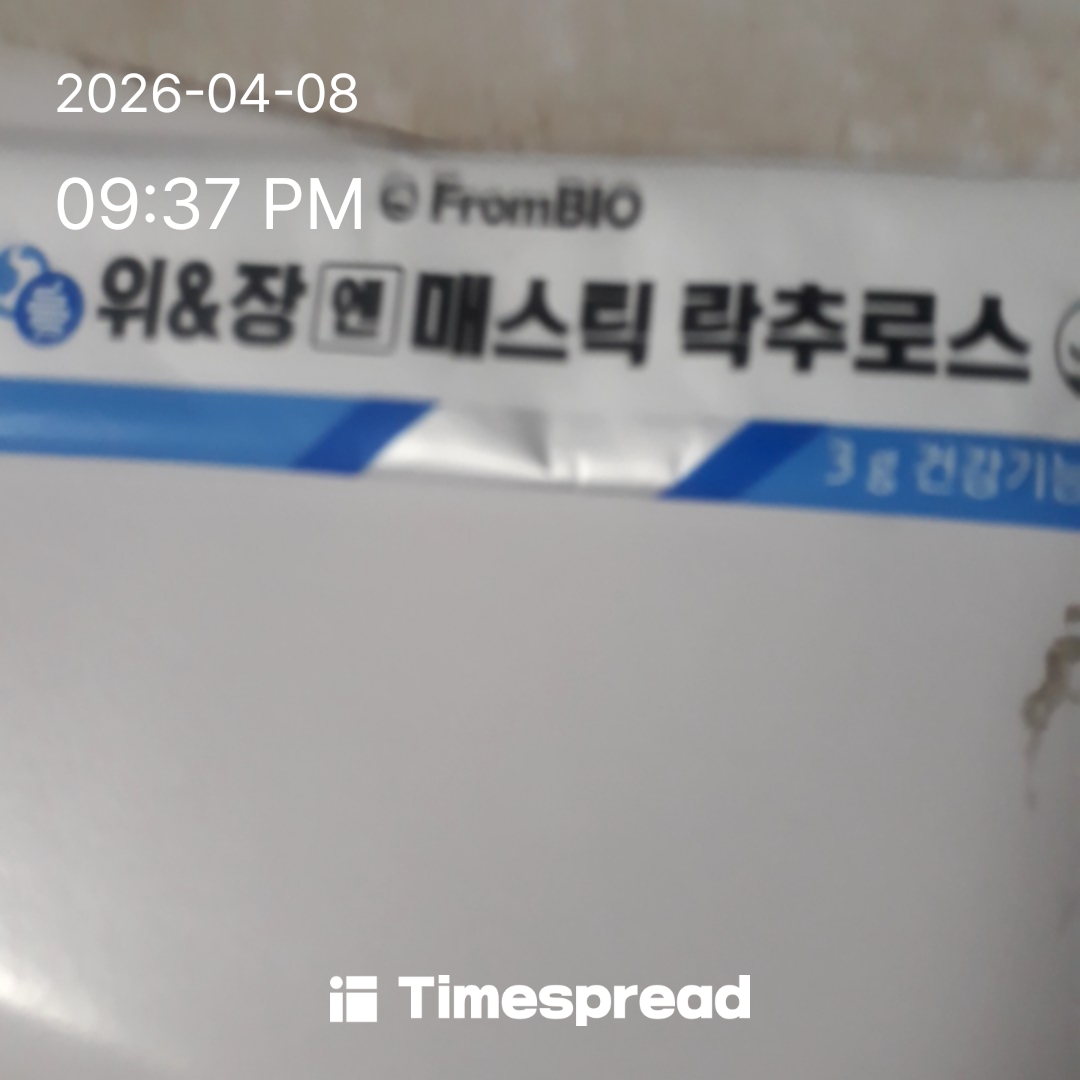 2026-04-08
09:37 PM
FromBIO
위&장 엔 매스틱 락추로스
3 g 건강기능
Timespread